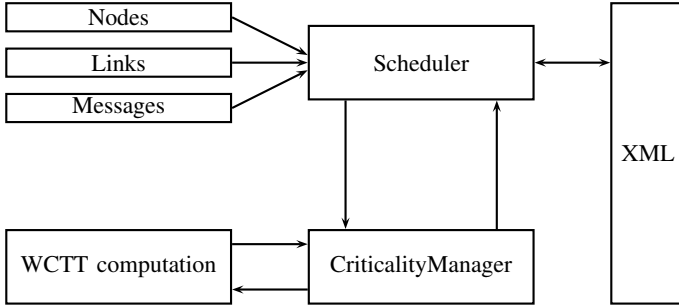 Nodes
Links
Messages
Scheduler
XML
WCTT computation
CriticalityManager